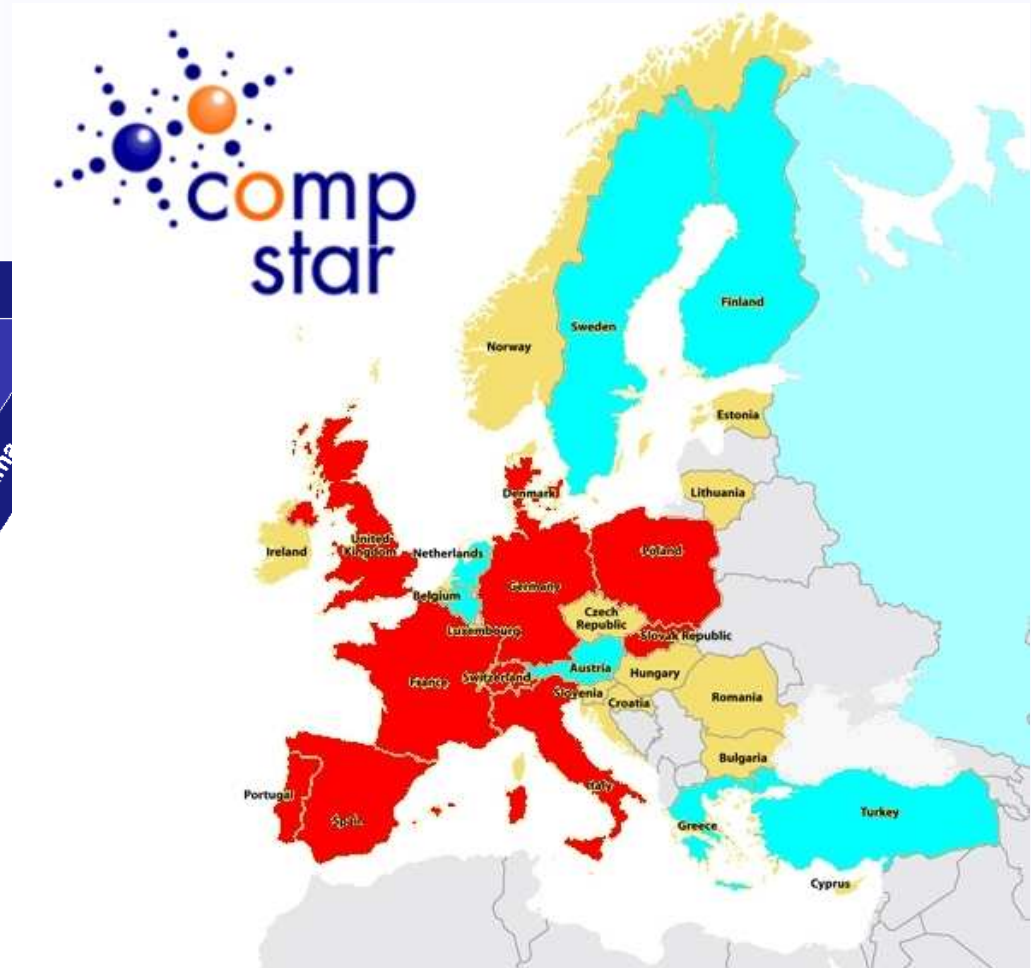 comp
star
Finland
Sweden
Norway
Estonia
Lithuania
Denmark
United
Kingdom
Ireland
Netherlands
Poland
Germany
Belgium
Czech
Republic
Luxembourg
Slovak Republic
Austria
France
Switzerland
Hungary
Slovenia
Croatia
Romania
Bulgaria
Portugal
Spain
Italy
Greece
Turkey
Cyprus